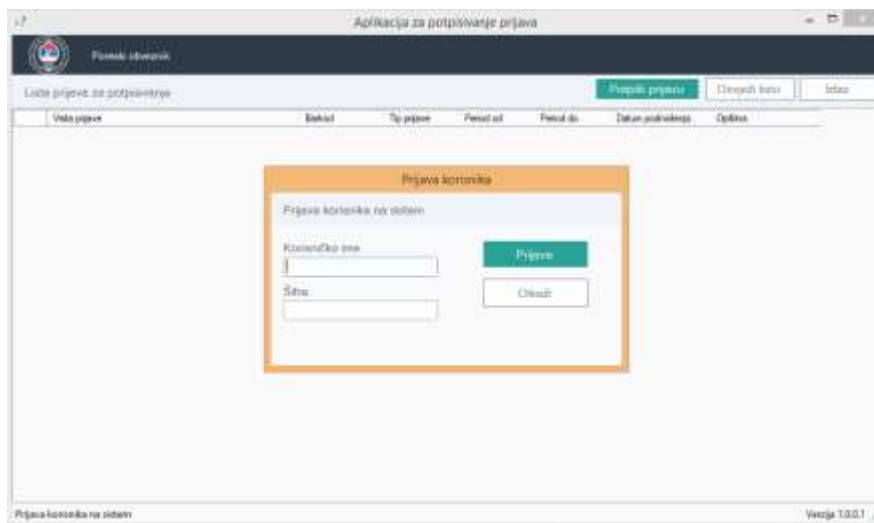 Aplikacija za potpisivanje prijava
Poreski obveznik
Lista prijava za potpisivanje
Potpiši prijavu
Osvježi listu
Izlaz
Vrsta prijave
Barkod
Tip prijave
Period od
Period do
Datum podnošenja
Opština
Prijava korisnika
Prijava korisnika na sistem
Korisničko ime
Prijava
Šifra
Otkaži
Prijava korisnika na sistem
Verzija 1.0.0.1